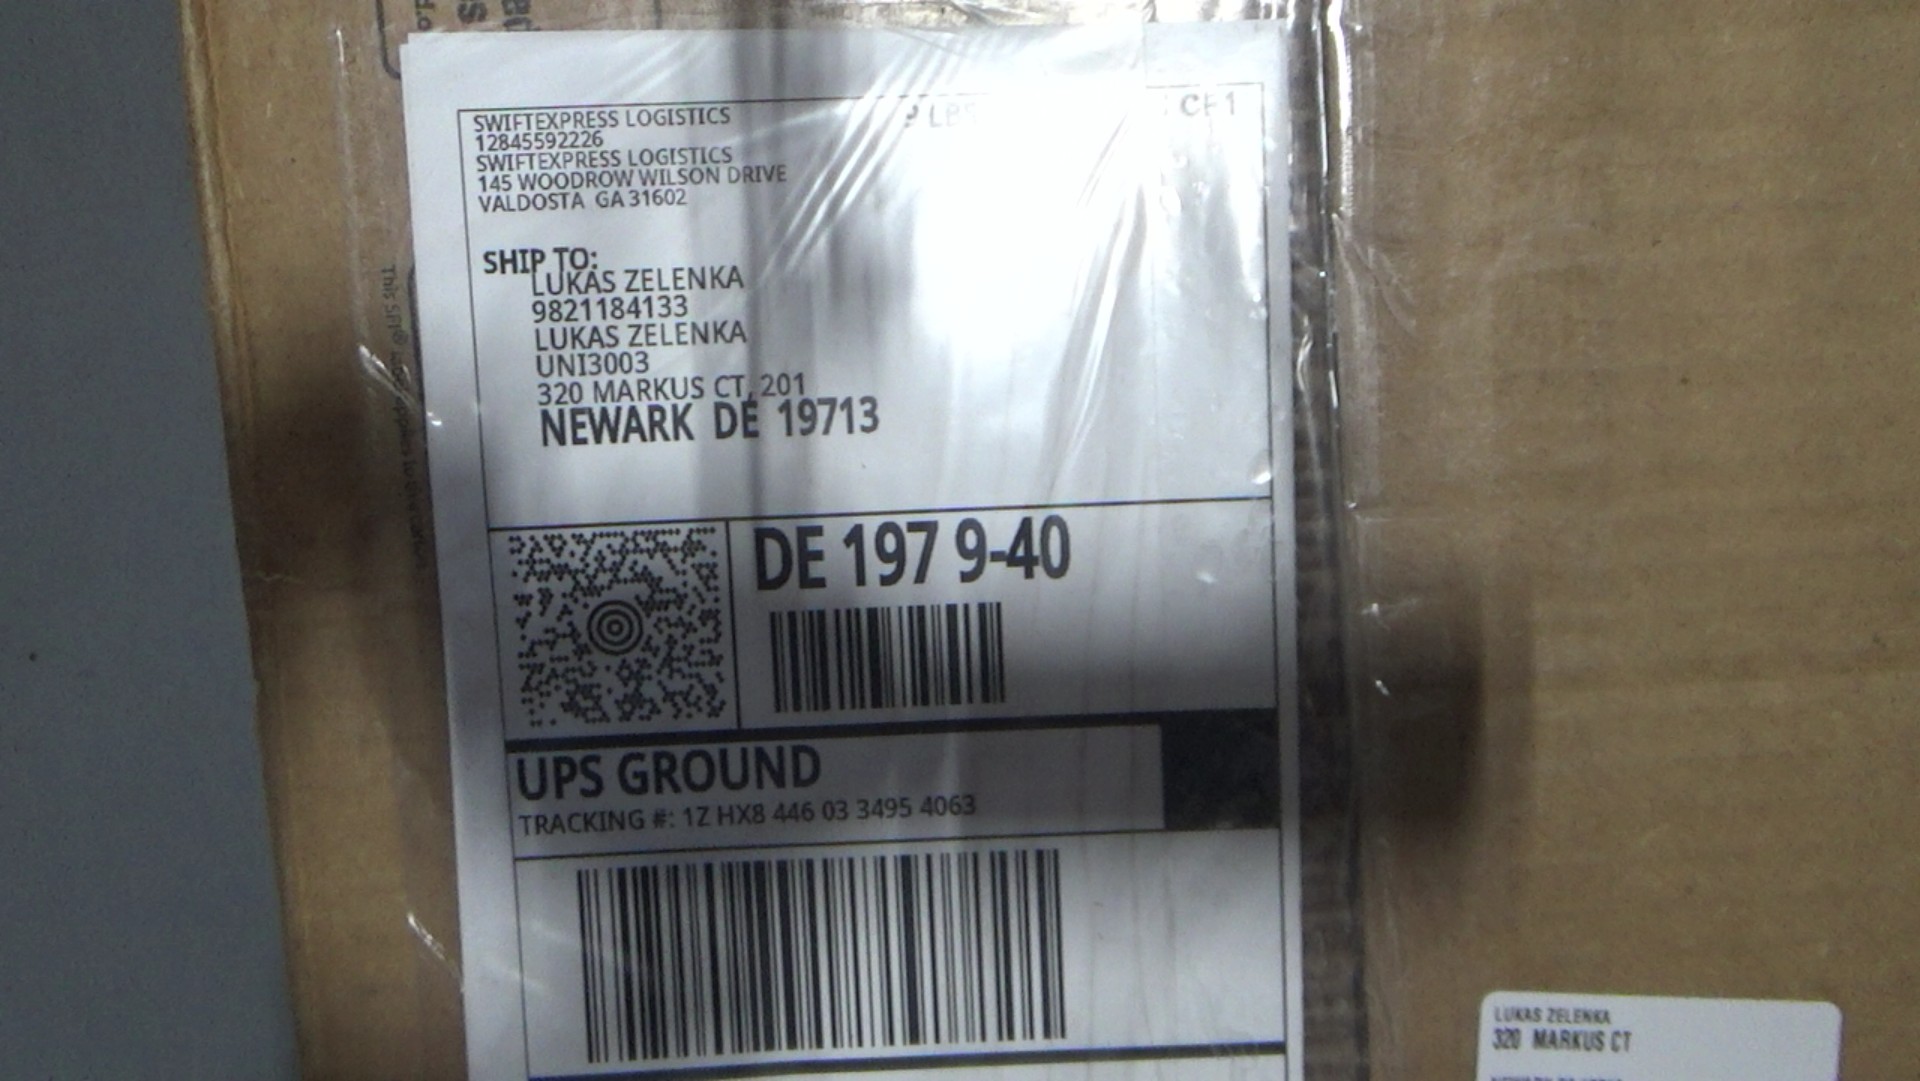 SWIFTEXPRESS LOGISTICS
12845592226
SWIFTEXPRESS LOGISTICS
145 WOODROW WILSON DRIVE
VALDOSTA GA 31602
LBS
SHIP TO:
LUKAS ZELENKA
9821184133
LUKAS ZELENKA
UNI3003
320 MARKUS CT, 201
NEWARK DE 19713
DE 197 9-40
UPS GROUND
TRACKING #: 1Z HX8 446 03 3495 4063
LUKAS ZELENKA
320 MARKUS CT